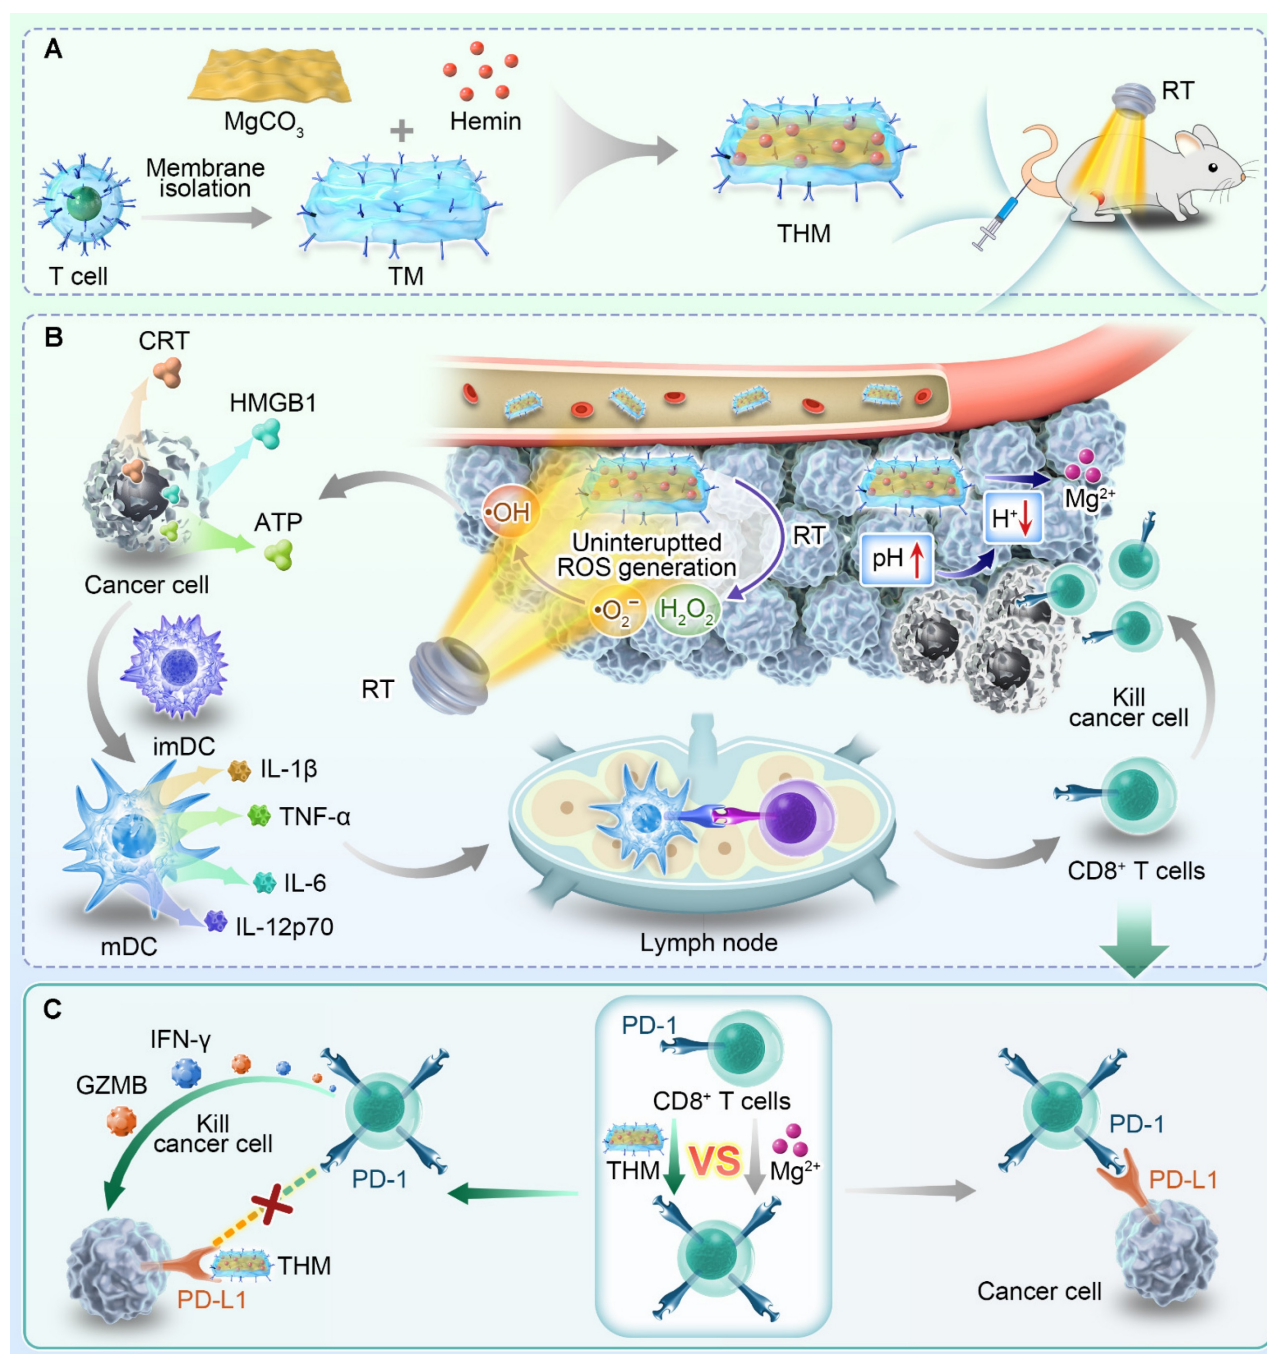 A
MgCO₃
+
Hemin
RT
Membrane
isolation
T cell
TM
THM
B
CRT
HMGB1
ATP
Cancer cell
imDC
IL-1β
TNF-α
IL-6
IL-12p70
mDC
•OH
Uninteruptted
ROS generation
RT
•O₂⁻
H₂O₂
RT
Mg²⁺
H⁺
pH
Kill
cancer cell
Lymph node
CD8⁺ T cells
C
IFN-γ
GZMB
Kill
cancer cell
PD-1
THM
PD-L1
PD-1
CD8⁺ T cells
THM
VS
Mg²⁺
PD-1
PD-L1
Cancer cell